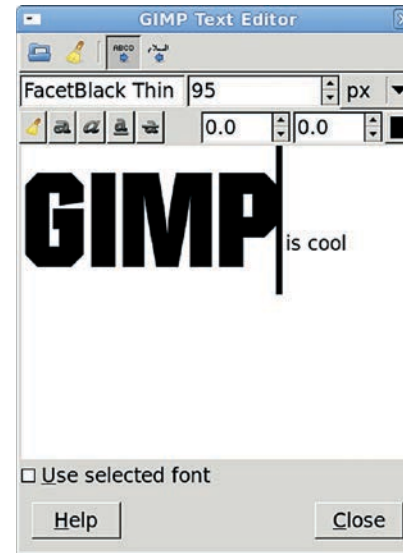 GIMP Text Editor
FacetBlack Thin 95 px
a a a a 0.0 0.0
GIMP is cool
Use selected font
Help Close